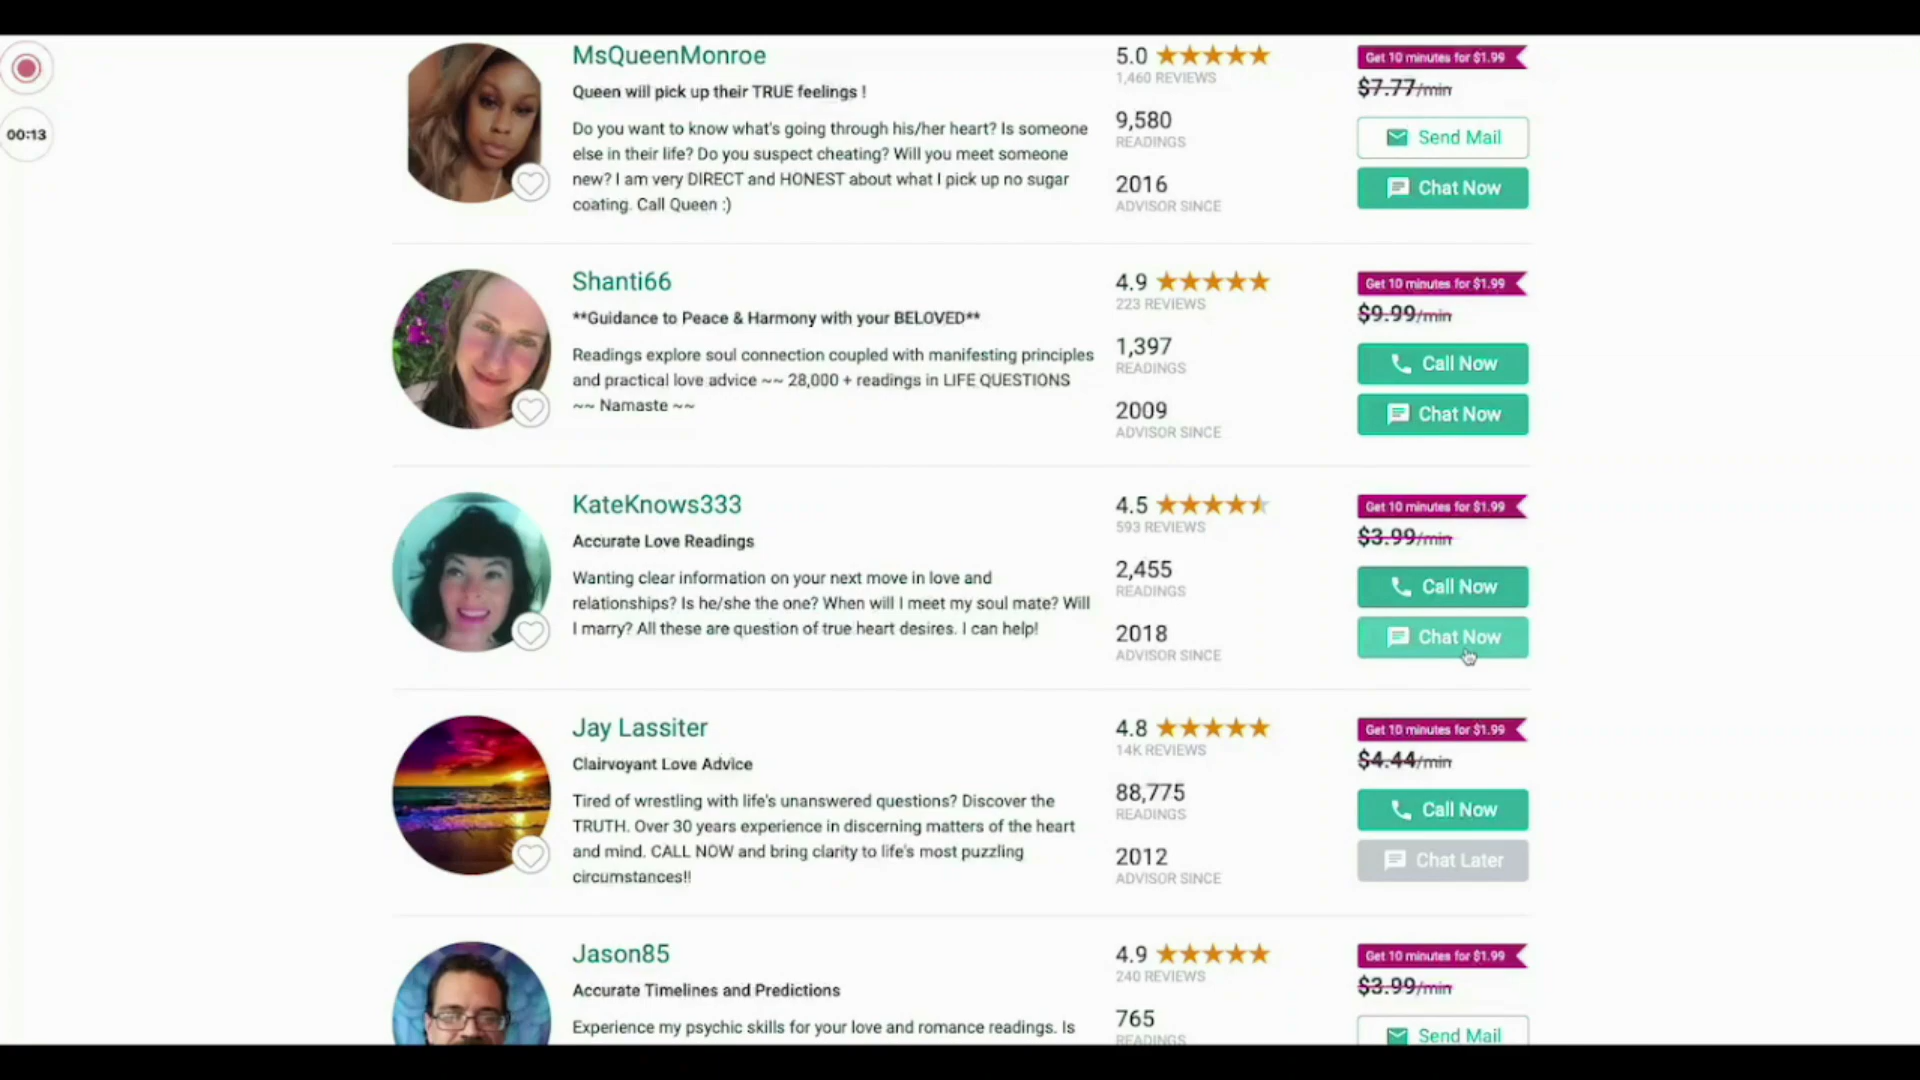 00:13
MsQueenMonroe
Queen will pick up their TRUE feelings !
Do you want to know what's going through his/her heart? Is someone
else in their life? Do you suspect cheating? Will you meet someone
new? I am very DIRECT and HONEST about what I pick up no sugar
coating. Call Queen :)
5.0
1,460 REVIEWS
9,580
READINGS
2016
ADVISOR SINCE
Get 10 minutes for $1.99
$7.77/min
Send Mail
Chat Now
Shanti66
**Guidance to Peace & Harmony with your BELOVED**
Readings explore soul connection coupled with manifesting principles
and practical love advice ~~ 28,000 + readings in LIFE QUESTIONS
~~ Namaste ~~
4.9
223 REVIEWS
1,397
READINGS
2009
ADVISOR SINCE
Get 10 minutes for $1.99
$9.99/min
Call Now
Chat Now
KateKnows333
Accurate Love Readings
Wanting clear information on your next move in love and
relationships? Is he/she the one? When will I meet my soul mate? Will
I marry? All these are question of true heart desires. I can help!
4.5
593 REVIEWS
2,455
READINGS
2018
ADVISOR SINCE
Get 10 minutes for $1.99
$3.99/min
Call Now
Chat Now
Jay Lassiter
Clairvoyant Love Advice
Tired of wrestling with life's unanswered questions? Discover the
TRUTH. Over 30 years experience in discerning matters of the heart
and mind. CALL NOW and bring clarity to life's most puzzling
circumstances!!
4.8
14K REVIEWS
88,775
READINGS
2012
ADVISOR SINCE
Get 10 minutes for $1.99
$4.44/min
Call Now
Chat Later
Jason85
Accurate Timelines and Predictions
Experience my psychic skills for your love and romance readings. Is
4.9
240 REVIEWS
765
READINGS
Get 10 minutes for $1.99
$3.99/min
Send Mail